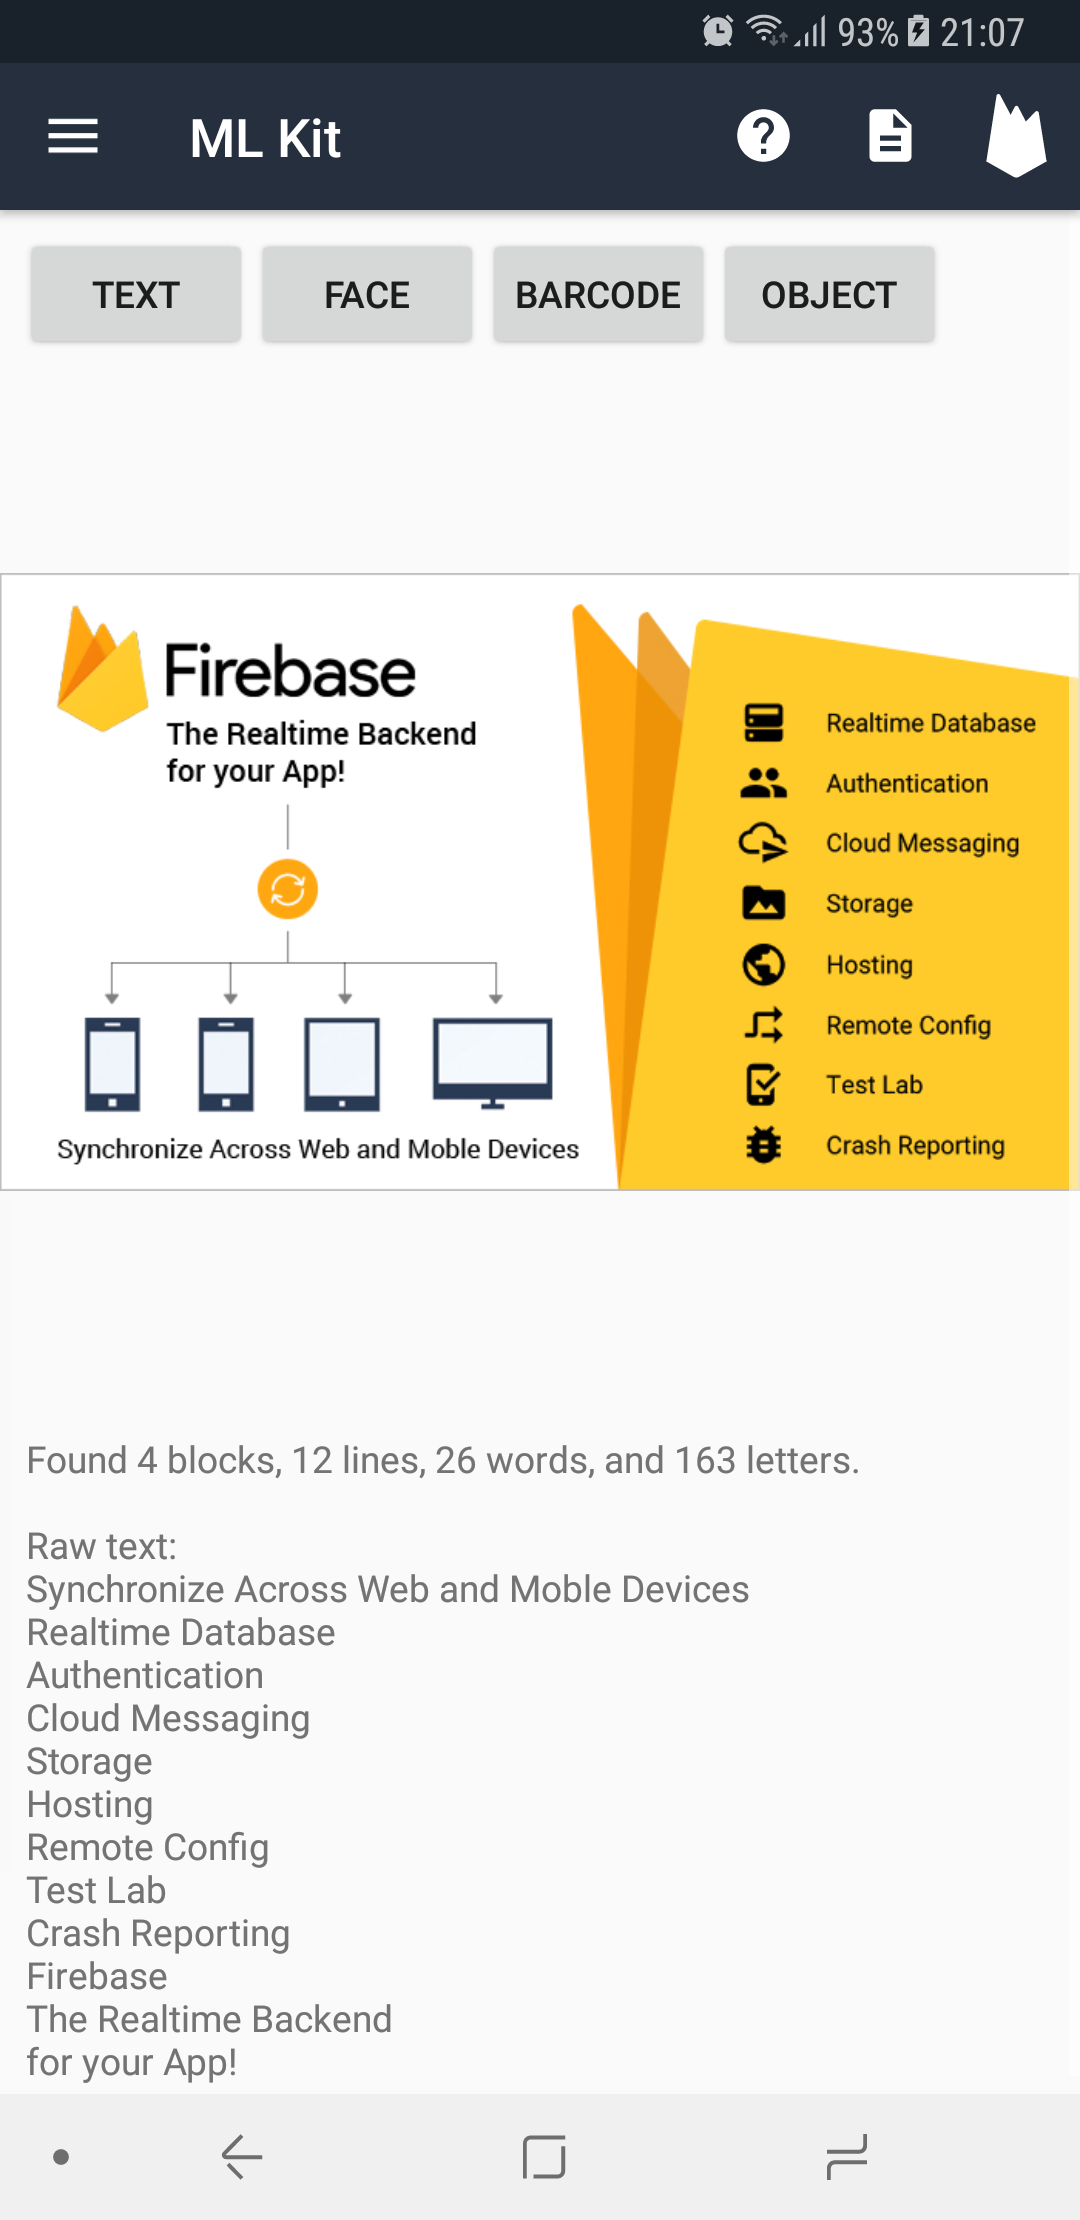 93% 21:07
ML Kit
TEXT FACE BARCODE OBJECT
Firebase
The Realtime Backend
for your App!
Synchronize Across Web and Moble Devices
Realtime Database
Authentication
Cloud Messaging
Storage
Hosting
Remote Config
Test Lab
Crash Reporting
Found 4 blocks, 12 lines, 26 words, and 163 letters.
Raw text:
Synchronize Across Web and Moble Devices
Realtime Database
Authentication
Cloud Messaging
Storage
Hosting
Remote Config
Test Lab
Crash Reporting
Firebase
The Realtime Backend
for your App!